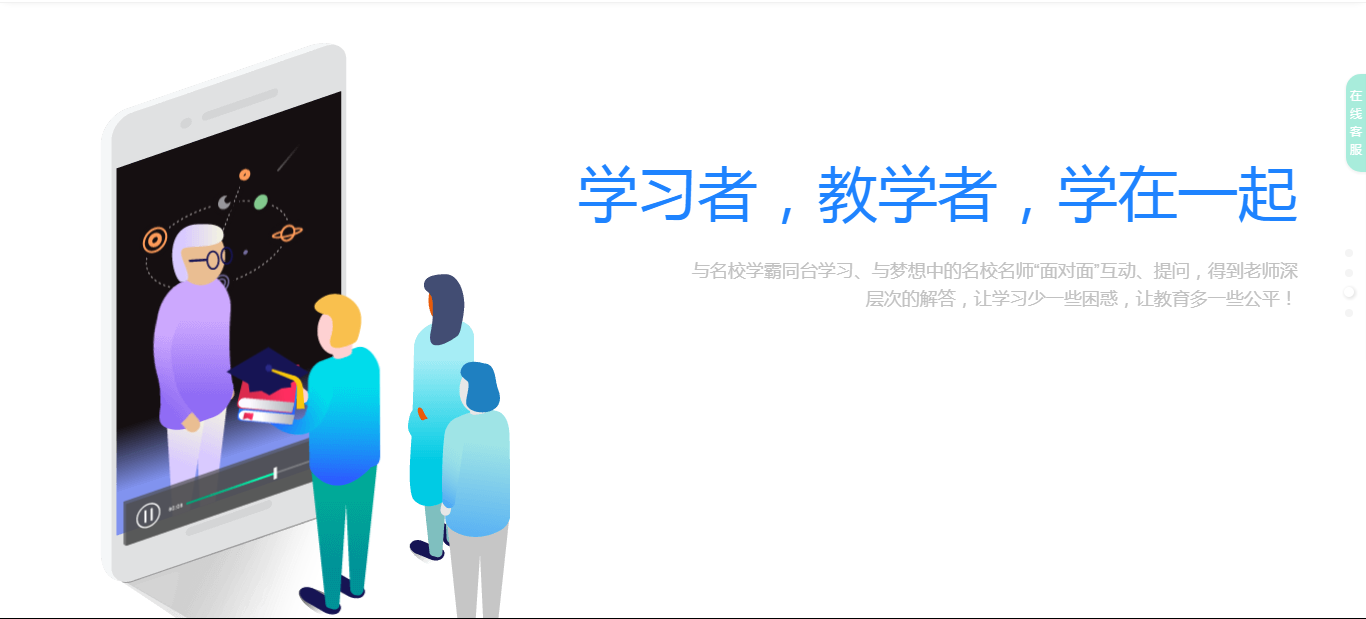 学习者，教学者，学在一起
与名校学霸同台学习、与梦想中的名校名师“面对面”互动、提问，得到老师深
层次的解答，让学习少一些困惑，让教育多一些公平！
在线客服